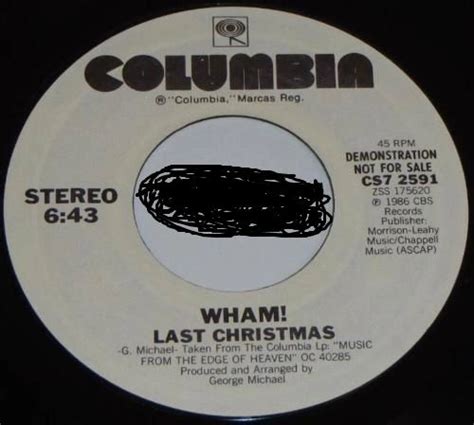 COLUMBIA
® "Columbia," Marcas Reg.
STEREO
6:43
45 RPM
DEMONSTRATION
NOT FOR SALE
CS7 2591
ZSS 175620
℗ 1986 CBS
Records
Publisher:
Morrison-Leahy
Music/Chappell
Music (ASCAP)
WHAM!
LAST CHRISTMAS
-G. Michael- Taken From The Columbia Lp: "MUSIC
FROM THE EDGE OF HEAVEN" OC 40285
Produced and Arranged by
George Michael